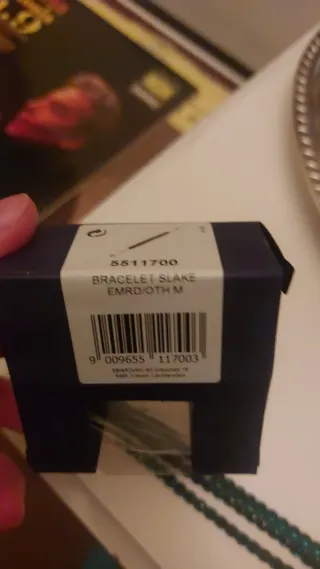 5511700
BRACELET SLAKE
EMRD/OTH M
9 009655 117003